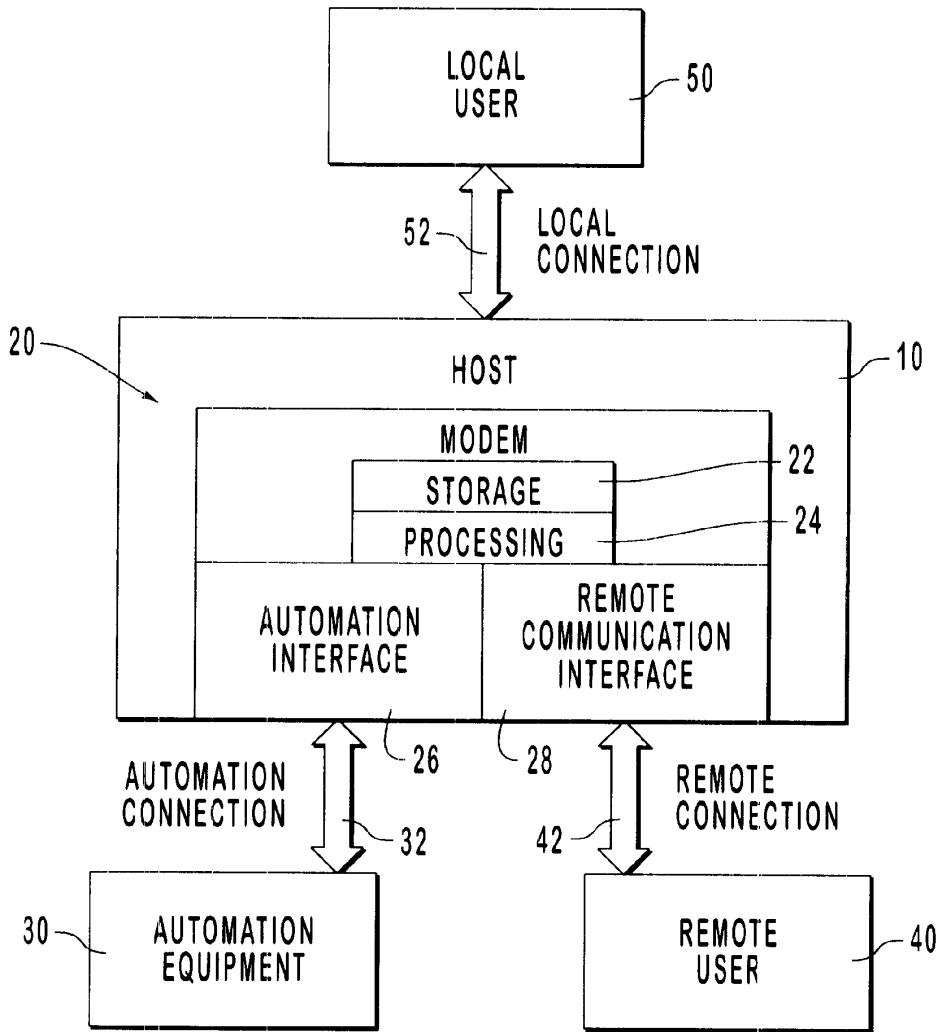 LOCAL
USER
50
52
LOCAL
CONNECTION
20
HOST
10
MODEM
STORAGE
22
PROCESSING
24
AUTOMATION
INTERFACE
REMOTE
COMMUNICATION
INTERFACE
26
28
AUTOMATION
CONNECTION
32
42
REMOTE
CONNECTION
30
AUTOMATION
EQUIPMENT
REMOTE
USER
40